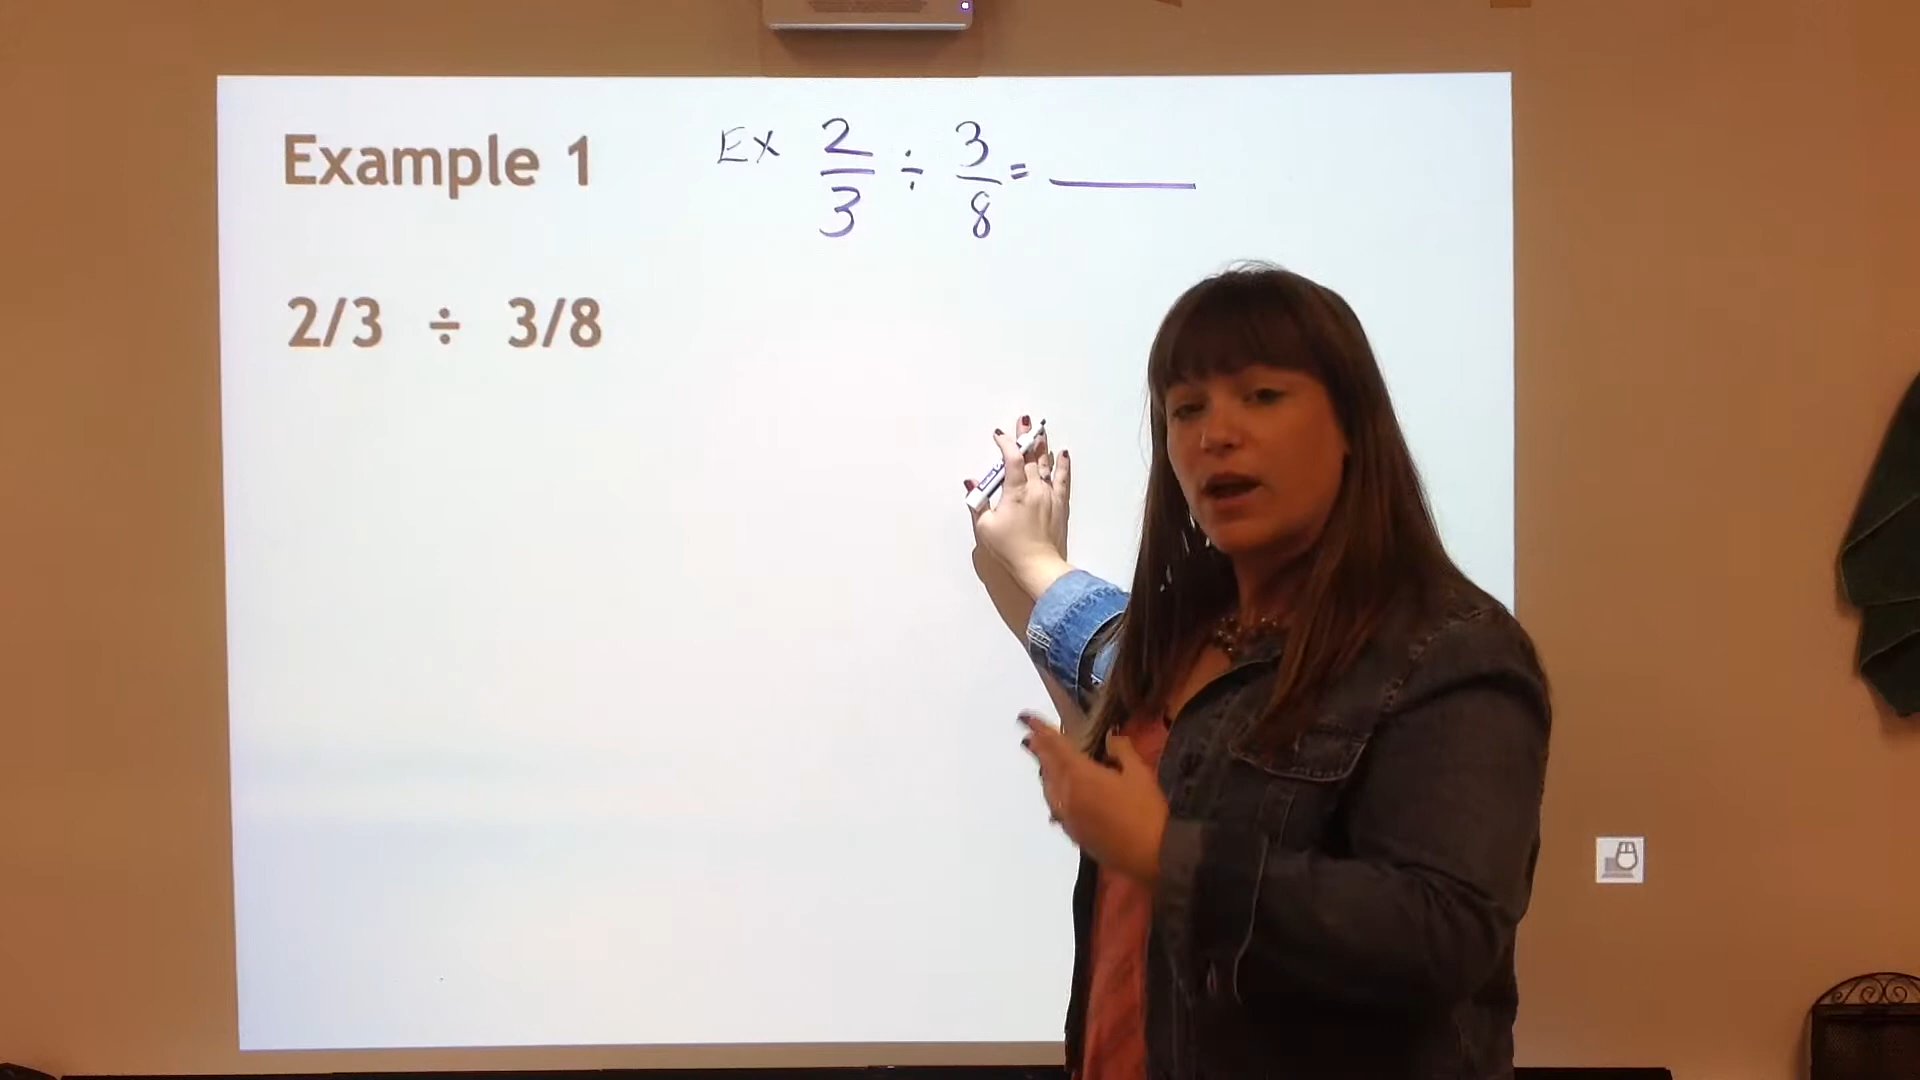 Example 1
Ex 2/3 ÷ 3/8 = ____
2/3 ÷ 3/8